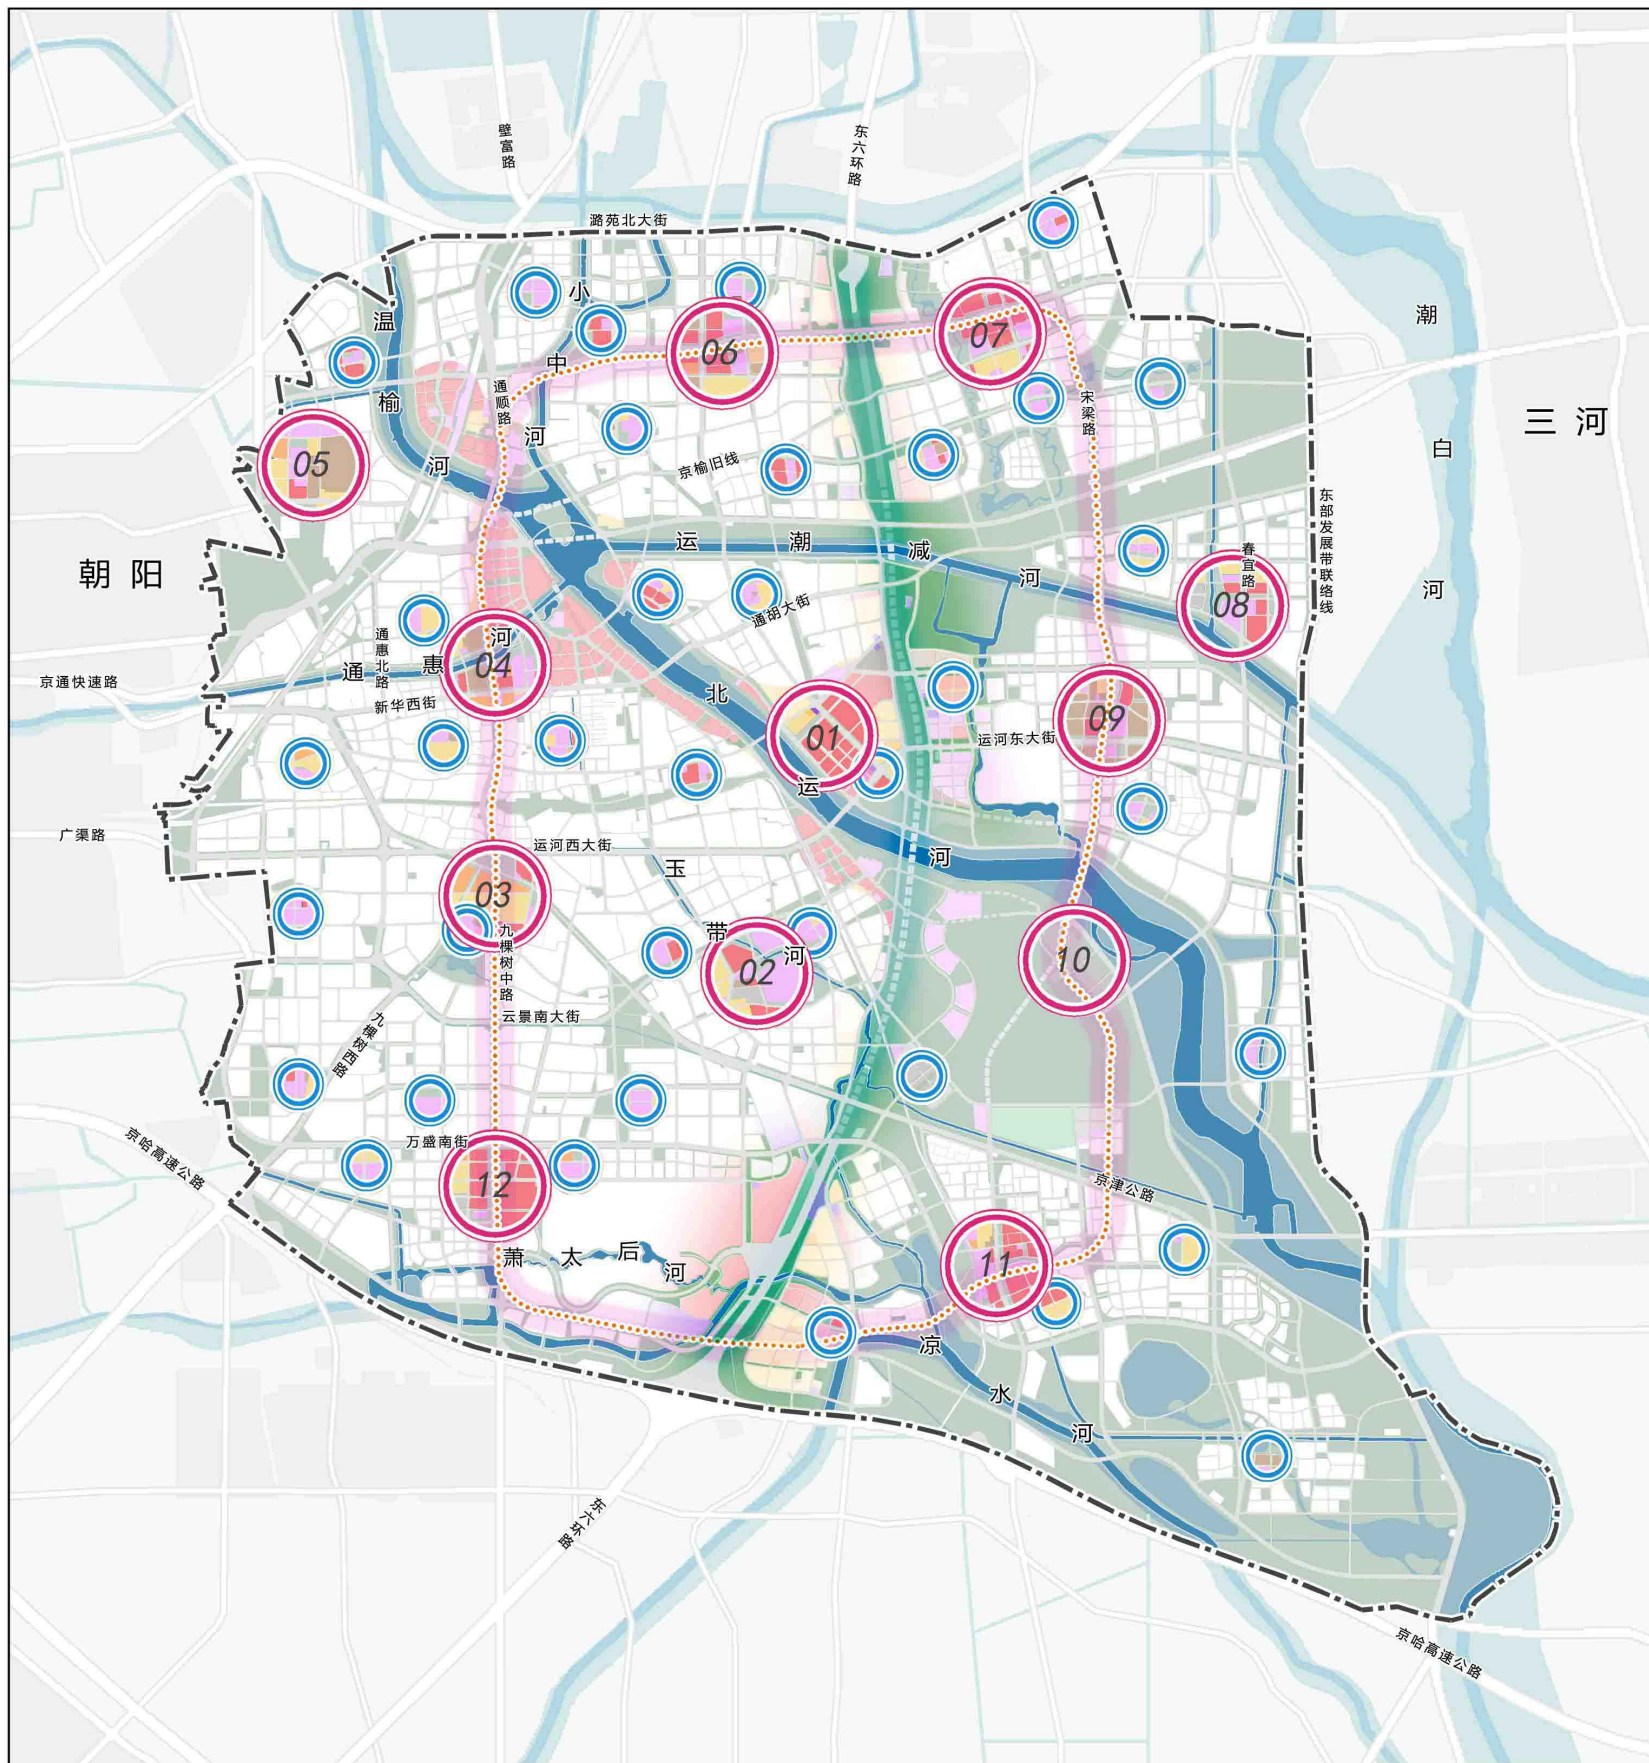 壁富路
东六环路
潞苑北大街
潮白河
三河
温榆河
小中河
06
07
通顺路
宋梁路
05
京榆旧线
东部发展带联络线
运潮减河
朝阳
春宜路
08
通胡大街
通惠河
04
通惠北路
京通快速路
新华西街
北运河
01
09
运河东大街
广渠路
运河西大街
玉带河
03
九棵树中路
02
10
云景南大街
九棵树西路
万盛南街
京哈高速公路
12
京津公路
11
萧太后河
凉水河
东六环路
京哈高速公路